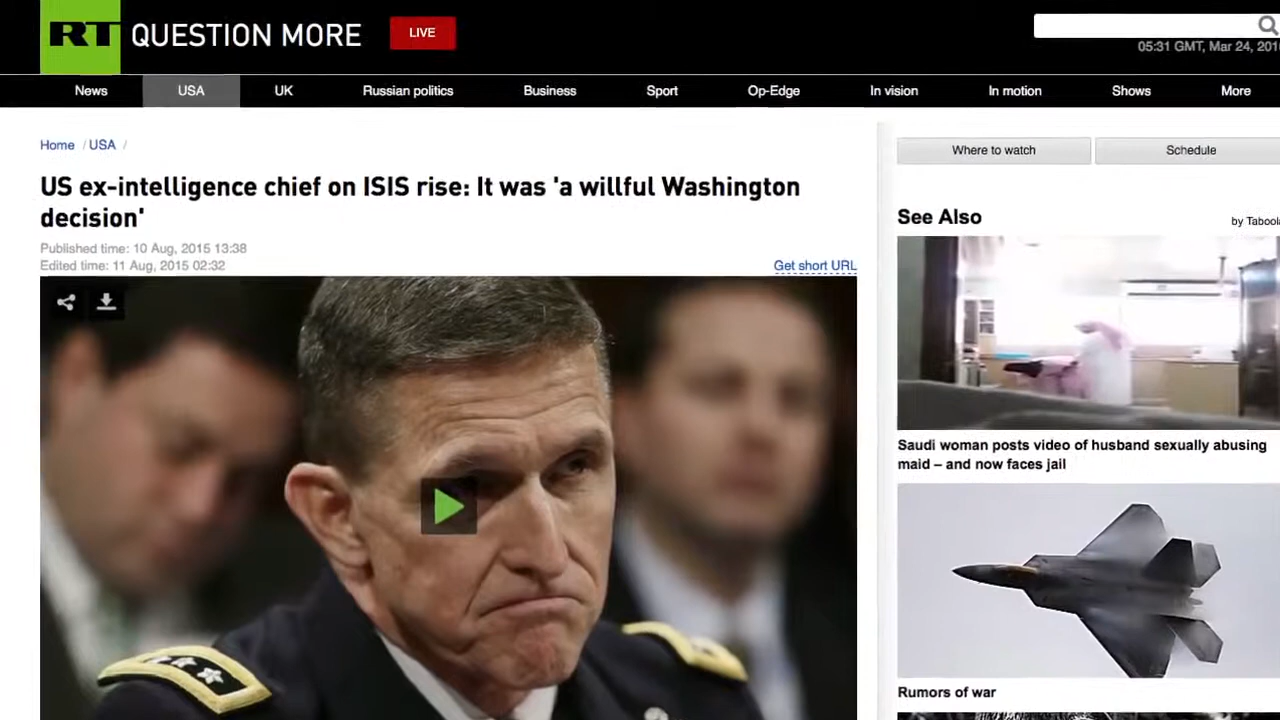 RT QUESTION MORE
LIVE
05:31 GMT, Mar 24, 201
News USA UK Russian politics Business Sport Op-Edge In vision In motion Shows More
Home / USA /
Where to watch
Schedule
US ex-intelligence chief on ISIS rise: It was 'a willful Washington
decision'
Published time: 10 Aug, 2015 13:38
Edited time: 11 Aug, 2015 02:32
Get short URL
See Also
by Taboola
Saudi woman posts video of husband sexually abusing
maid – and now faces jail
Rumors of war